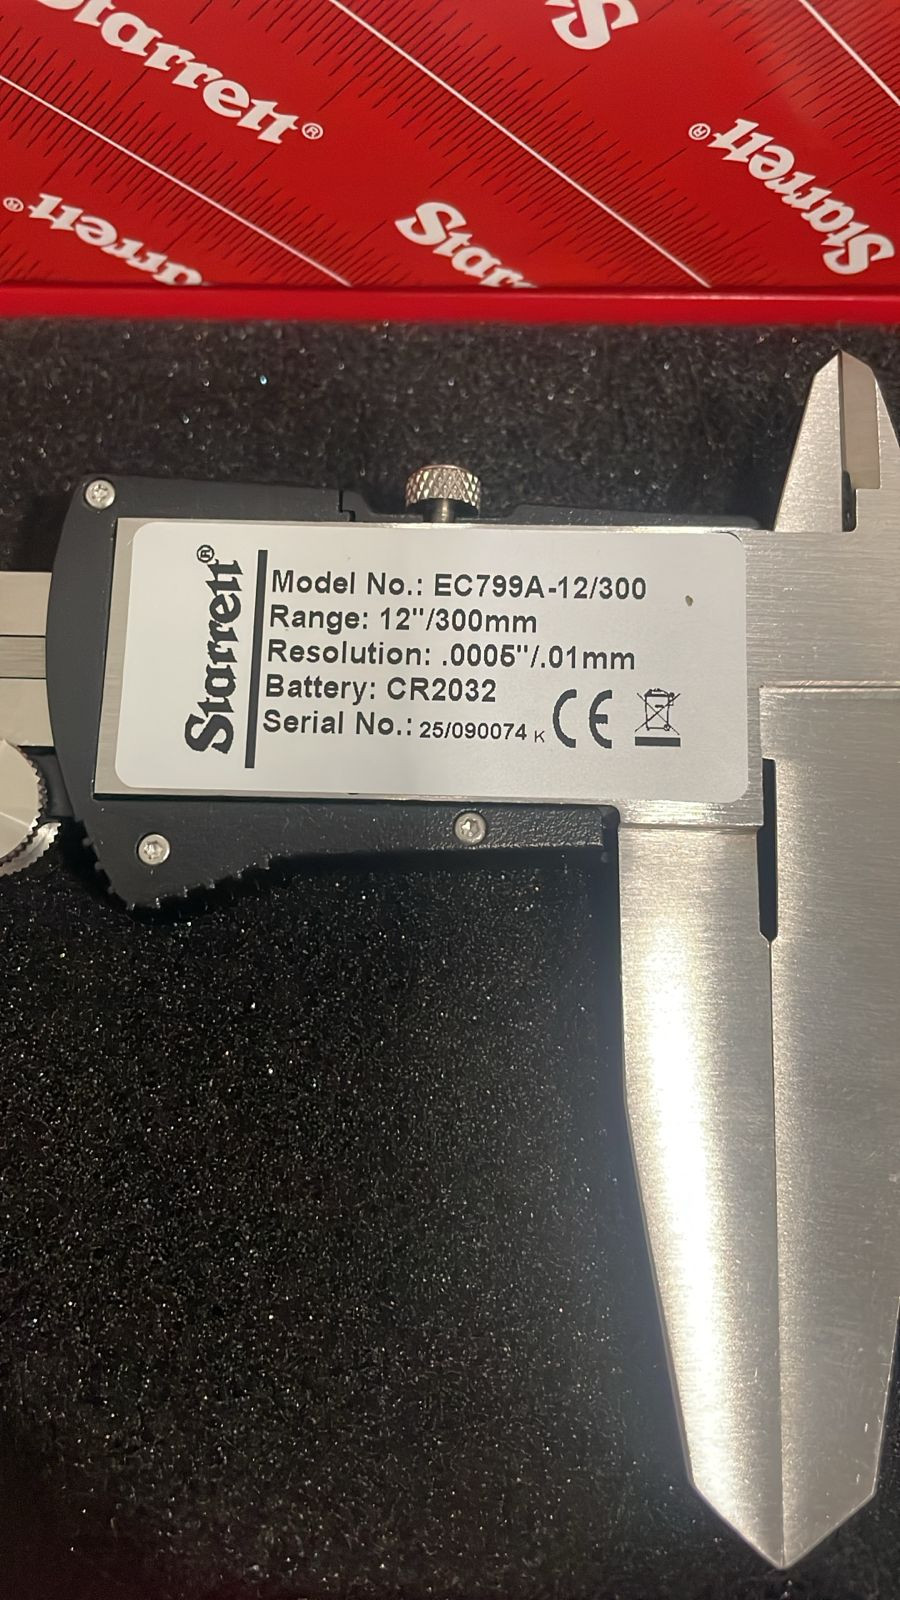 Starrett®
S
Starrett®
Starrett®
Star
Starrett®
Model No.: EC799A-12/300
Range: 12"/300mm
Resolution: .0005"/.01mm
Battery: CR2032
Serial No.: 25/090074 K
CE